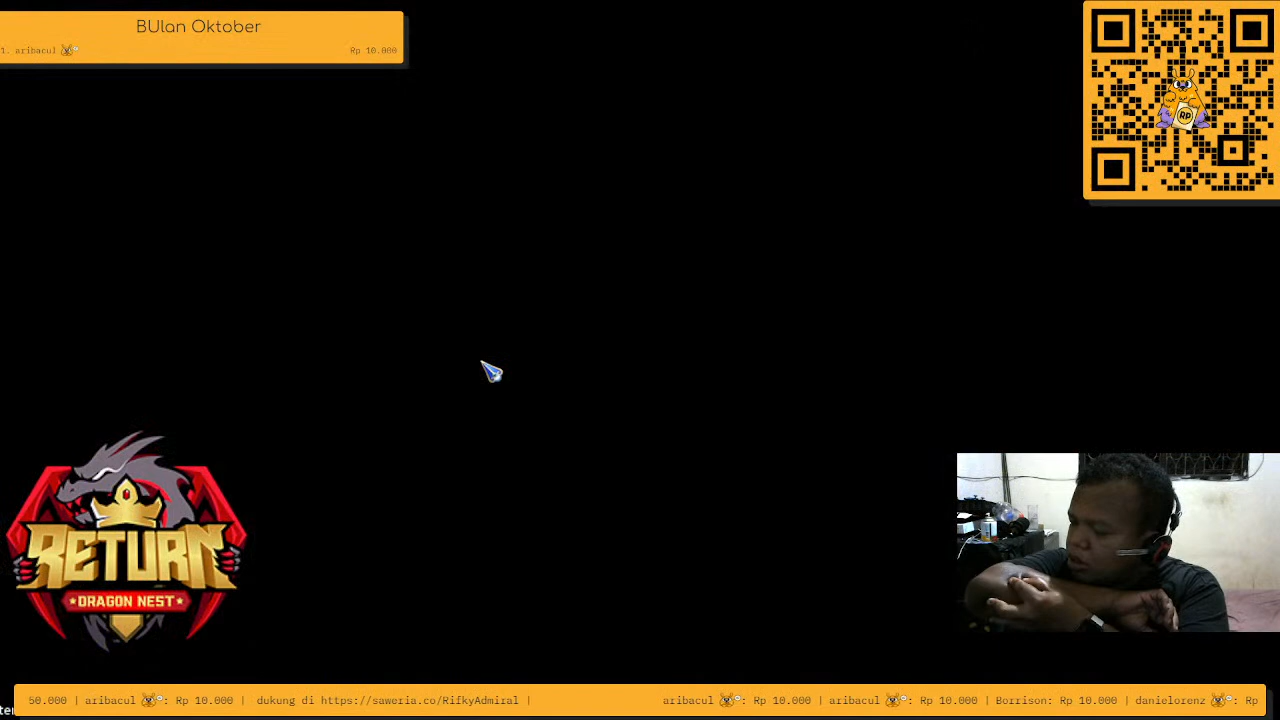 BUlan Oktober
1. aribacul Rp 10.000
RP
RETURN
DRAGON NEST
50.000 | aribacul : Rp 10.000 | dukung di https://saweria.co/RifkyAdmiral | aribacul : Rp 10.000 | aribacul : Rp 10.000 | Borrison: Rp 10.000 | danielorenz : Rp